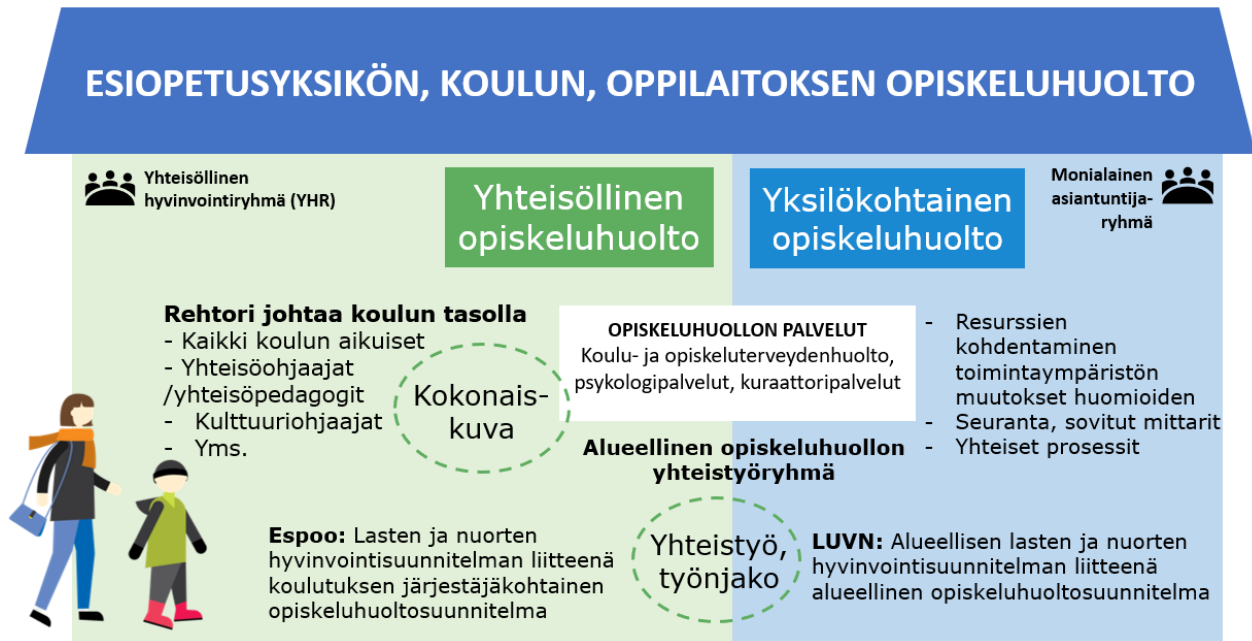 ESIOPETUSYKSIKÖN, KOULUN, OPPILAITOKSEN OPISKELUHUOLTO
Yhteisöllinen
hyvinvointiryhmä (YHR)
Yhteisöllinen
opiskeluhuolto
Yksilökohtainen
opiskeluhuolto
Monialainen
asiantuntija-
ryhmä
Rehtori johtaa koulun tasolla
- Kaikki koulun aikuiset
- Yhteisöohjaajat
/yhteisöpedagogit
- Kulttuuriohjaajat
- Yms.
Kokonais-
kuva
OPISKELUHUOLLON PALVELUT
Koulu- ja opiskeluterveydenhuolto,
psykologipalvelut, kuraattoripalvelut
- Resurssien
kohdentaminen
toimintaympäristön
muutokset huomioiden
- Seuranta, sovitut mittarit
- Yhteiset prosessit
Alueellinen opiskeluhuollon
yhteistyöryhmä
Espoo: Lasten ja nuorten
hyvinvointisuunnitelman liitteenä
koulutuksen järjestäjäkohtainen
opiskeluhuoltosuunnitelma
Yhteistyö,
työnjako
LUVN: Alueellisen lasten ja nuorten
hyvinvointisuunnitelman liitteenä
alueellinen opiskeluhuoltosuunnitelma